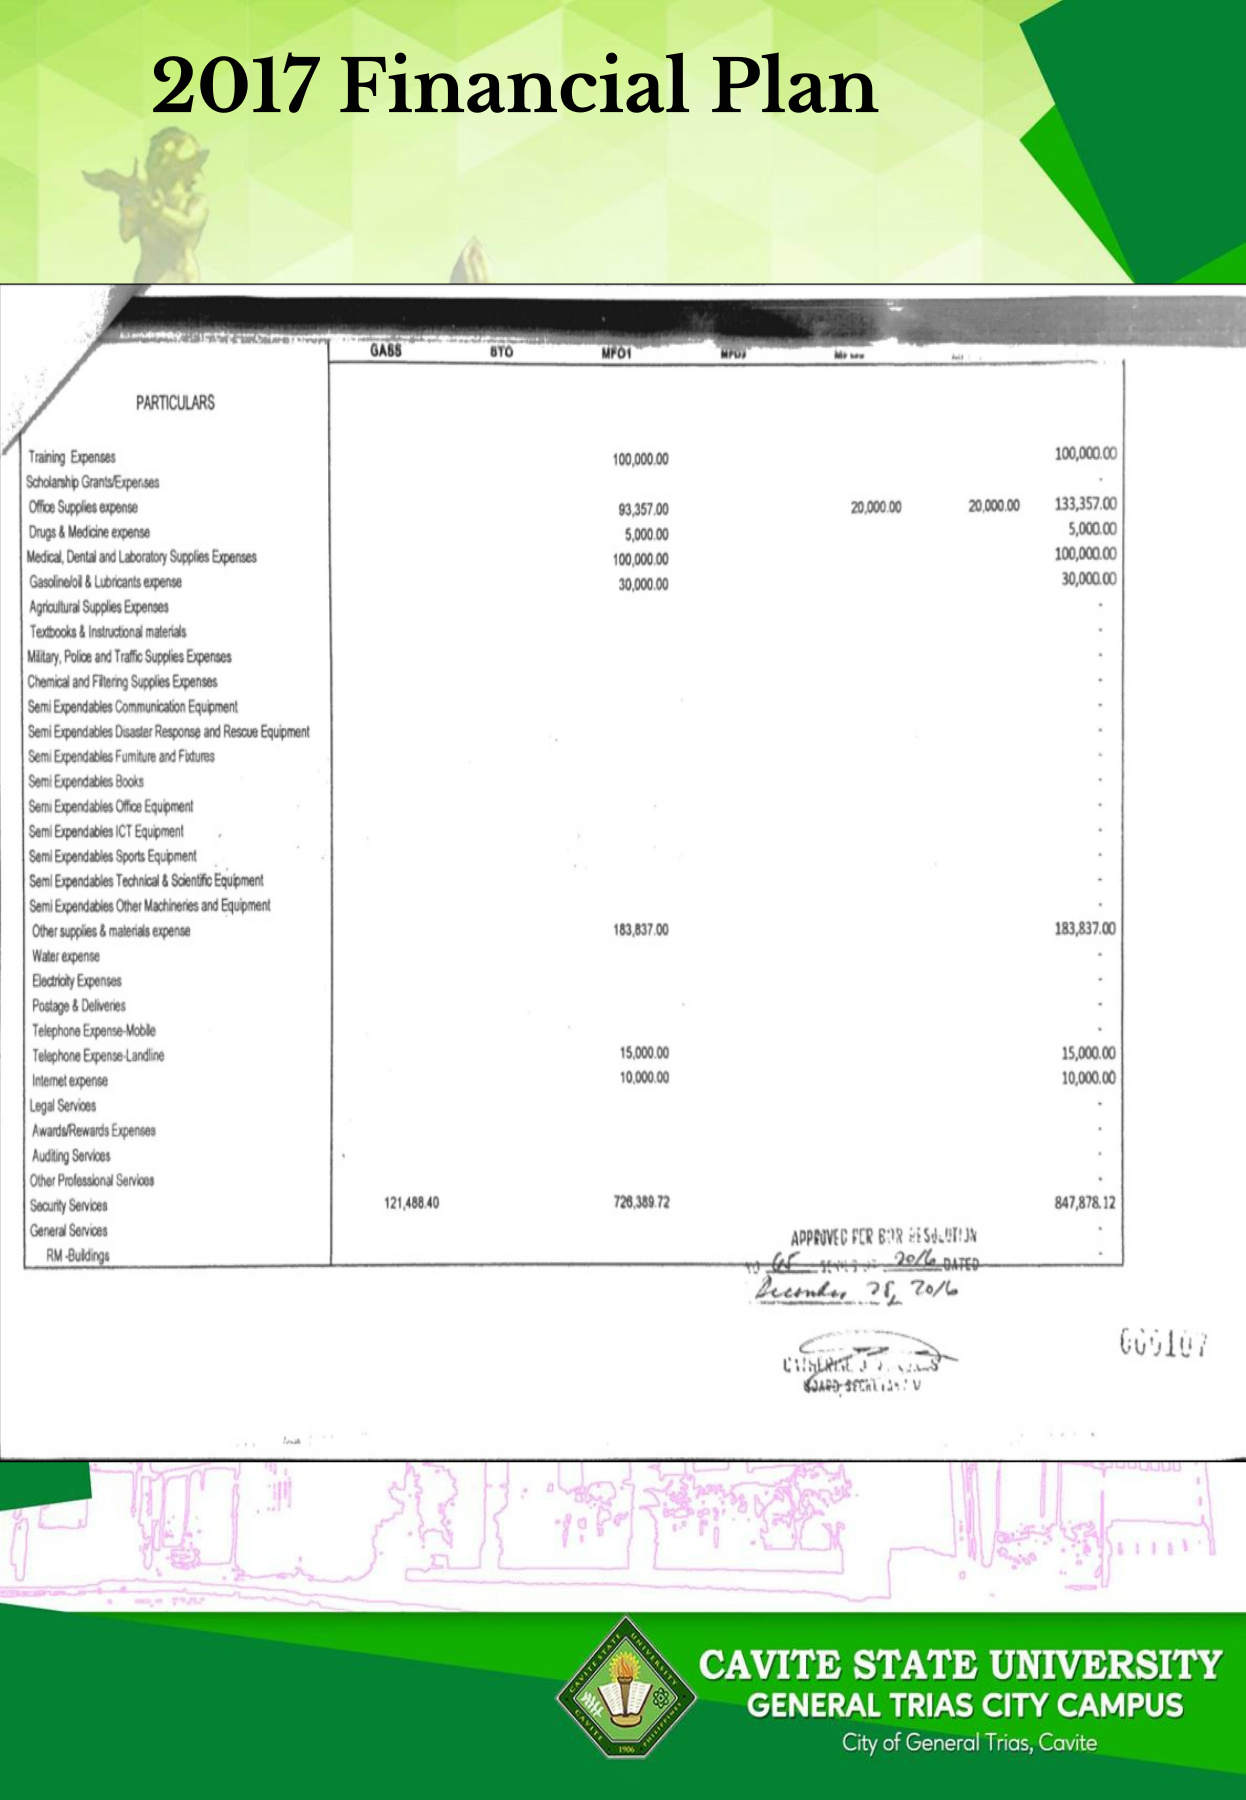 2017 Financial Plan
GASS STO MFO1 MFO2
PARTICULARS
Training Expenses 100,000.00 100,000.00
Scholarship Grants/Expenses -
Office Supplies expense 93,357.00 20,000.00 20,000.00 133,357.00
Drugs & Medicine expense 5,000.00 5,000.00
Medical, Dental and Laboratory Supplies Expenses 100,000.00 100,000.00
Gasoline/oil & Lubricants expense 30,000.00 30,000.00
Agricultural Supplies Expenses -
Textbooks & Instructional materials -
Military, Police and Traffic Supplies Expenses -
Chemical and Filtering Supplies Expenses -
Semi Expendables Communication Equipment -
Semi Expendables Disaster Response and Rescue Equipment -
Semi Expendables Furniture and Fixtures -
Semi Expendables Books -
Semi Expendables Office Equipment -
Semi Expendables ICT Equipment -
Semi Expendables Sports Equipment -
Semi Expendables Technical & Scientific Equipment -
Semi Expendables Other Machineries and Equipment -
Other supplies & materials expense 183,837.00 183,837.00
Water expense -
Electricity Expenses -
Postage & Deliveries -
Telephone Expense-Mobile -
Telephone Expense-Landline 15,000.00 15,000.00
Internet expense 10,000.00 10,000.00
Legal Services -
Awards/Rewards Expenses -
Auditing Services -
Other Professional Services -
Security Services 121,488.40 726,389.72 847,878.12
General Services -
RM -Buildings -
APPROVED PER BOR RESOLUTION
2016 DATED
December 2016
CATHERINE
BOARD SECRETARY V
000107
CAVITE STATE UNIVERSITY
CAVITE PHILIPPINES
1906
CAVITE STATE UNIVERSITY
GENERAL TRIAS CITY CAMPUS
City of General Trias, Cavite